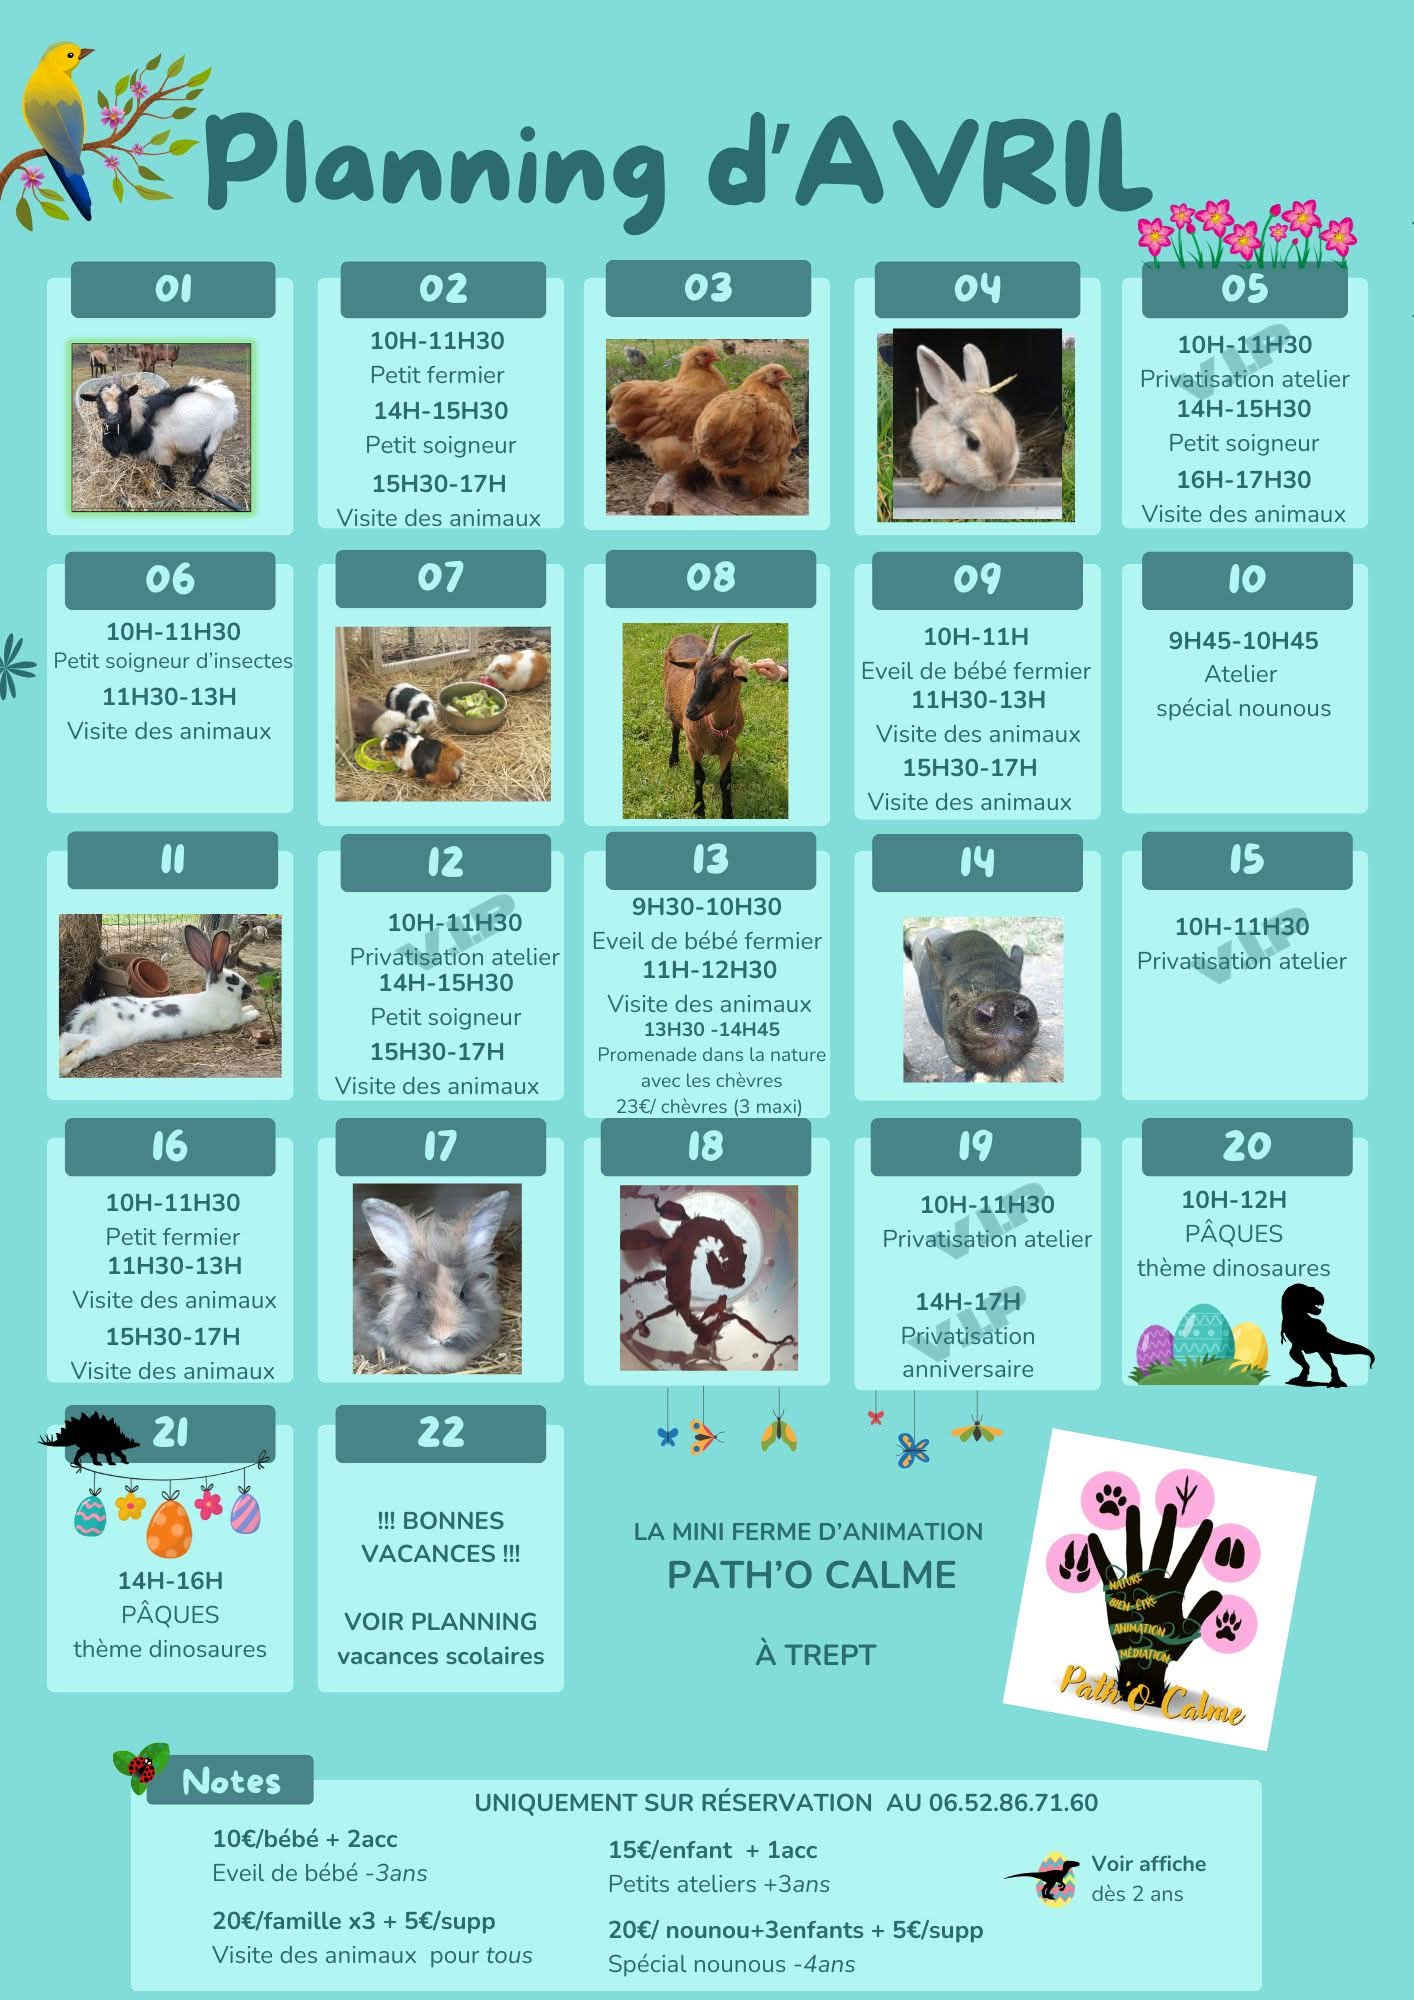 Planning d'AVRIL
01
02
10H-11H30
Petit fermier
14H-15H30
Petit soigneur
15H30-17H
Visite des animaux
03
04
05
V.I.P
10H-11H30
Privatisation atelier
14H-15H30
Petit soigneur
16H-17H30
Visite des animaux
06
10H-11H30
Petit soigneur d'insectes
11H30-13H
Visite des animaux
07
08
09
10H-11H
Eveil de bébé fermier
11H30-13H
Visite des animaux
15H30-17H
Visite des animaux
10
9H45-10H45
Atelier
spécial nounous
11
12
V.I.P
10H-11H30
Privatisation atelier
14H-15H30
Petit soigneur
15H30-17H
Visite des animaux
13
9H30-10H30
Eveil de bébé fermier
11H-12H30
Visite des animaux
13H30 -14H45
Promenade dans la nature
avec les chèvres
23€/ chèvres (3 maxi)
14
15
V.I.P
10H-11H30
Privatisation atelier
16
10H-11H30
Petit fermier
11H30-13H
Visite des animaux
15H30-17H
Visite des animaux
17
18
19
V.I.P
10H-11H30
Privatisation atelier
V.I.P
14H-17H
Privatisation
anniversaire
20
10H-12H
PÂQUES
thème dinosaures
21
14H-16H
PÂQUES
thème dinosaures
22
!!! BONNES
VACANCES !!!
VOIR PLANNING
vacances scolaires
LA MINI FERME D'ANIMATION
PATH'O CALME
À TREPT
NATURE
BIEN-ÊTRE
ANIMATION
MÉDIATION
Path'O Calme
Notes
UNIQUEMENT SUR RÉSERVATION  AU 06.52.86.71.60
10€/bébé + 2acc
Eveil de bébé -3ans
20€/famille x3 + 5€/supp
Visite des animaux  pour tous
15€/enfant  + 1acc
Petits ateliers +3ans
20€/ nounou+3enfants + 5€/supp
Spécial nounous -4ans
Voir affiche
dès 2 ans